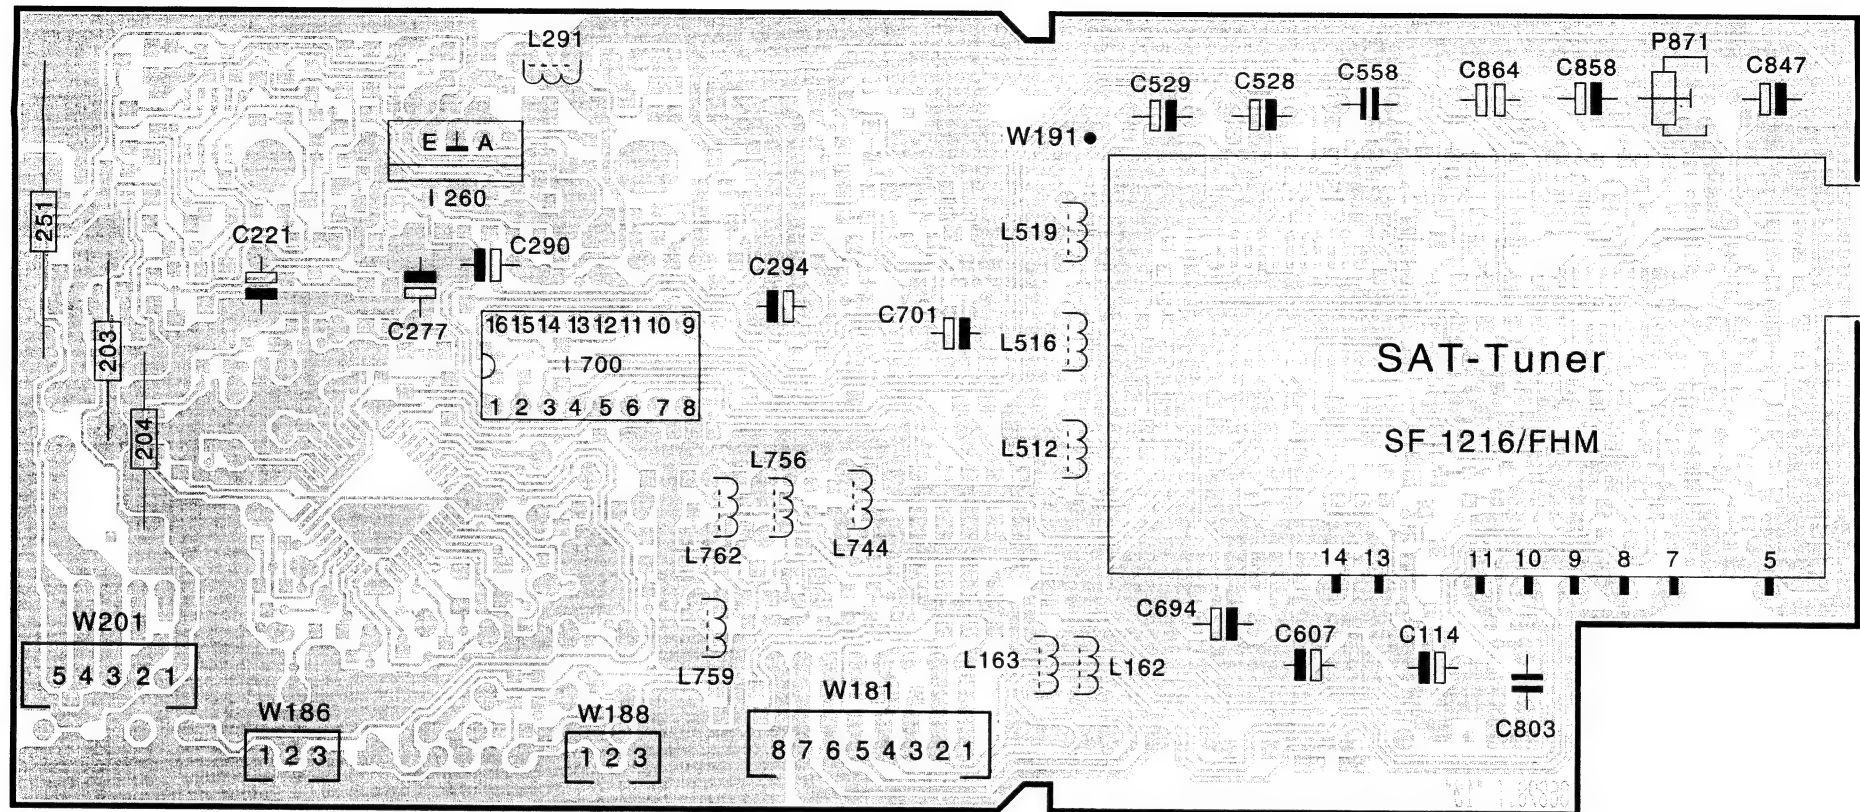 L291
P871
C529
C528
C558
C864
C858
C847
E ⊥ A
W191
I 260
251
L519
C221
C290
C294
C277
C701
L516
203
16 15 14 13 12 11 10 9
I 700
1 2 3 4 5 6 7 8
SAT-Tuner
SF 1216/FHM
204
L512
L756
L762
L744
14 13 11 10 9 8 7 5
C694
C607
C114
W201
5 4 3 2 1
L759
L163
L162
W181
8 7 6 5 4 3 2 1
W186
1 2 3
W188
1 2 3
C803